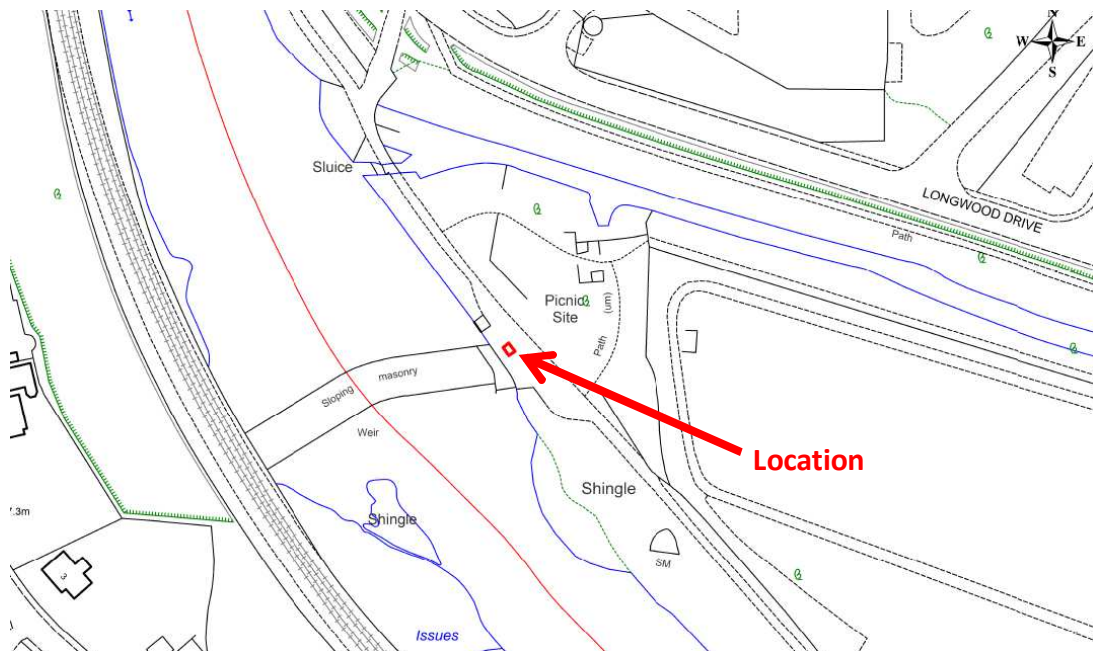 N
W E
S
Sluice
LONGWOOD DRIVE
Path
Picnic
Site
(um)
Path
Sloping masonry
Weir
Location
Shingle
Shingle
7.3m
SM
3
Issues